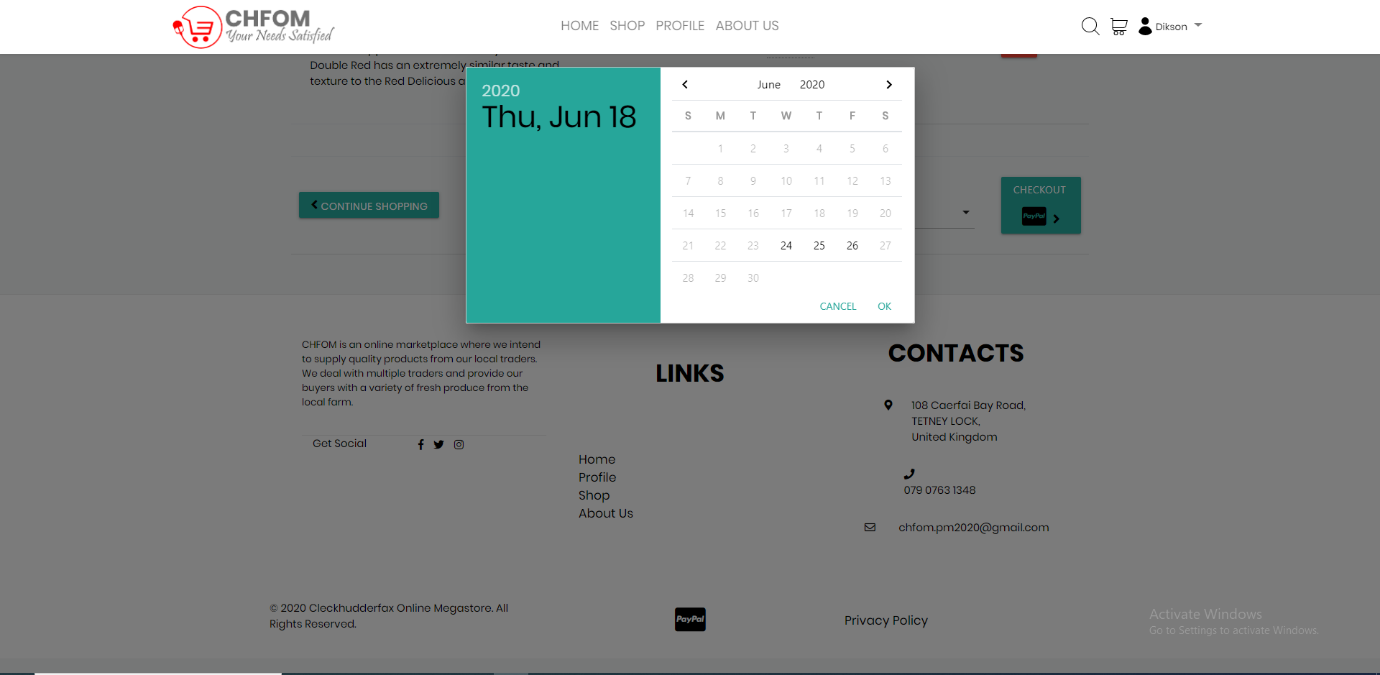 CHFOM
Your Needs Satisfied
HOME SHOP PROFILE ABOUT US
Dikson
Double Red has an extremely similar taste and
texture to the Red Delicious a
2020
Thu, Jun 18
June 2020
S M T W T F S
1 2 3 4 5 6
7 8 9 10 11 12 13
14 15 16 17 18 19 20
21 22 23 24 25 26 27
28 29 30
CANCEL OK
CONTINUE SHOPPING
CHECKOUT
PayPal
CHFOM is an online marketplace where we intend
to supply quality products from our local traders.
We deal with multiple traders and provide our
buyers with a variety of fresh produce from the
local farm.
Get Social
LINKS
Home
Profile
Shop
About Us
CONTACTS
108 Caerfai Bay Road,
TETNEY LOCK,
United Kingdom
079 0763 1348
chfom.pm2020@gmail.com
© 2020 Cleckhudderfax Online Megastore. All
Rights Reserved.
PayPal
Privacy Policy
Activate Windows
Go to Settings to activate Windows.